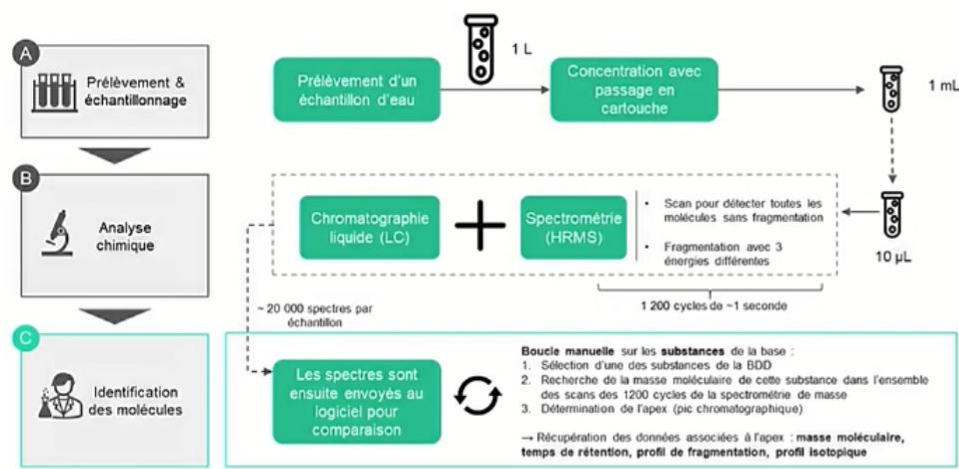 A
Prélèvement &
échantillonnage
Prélèvement d'un
échantillon d'eau
1 L
Concentration avec
passage en
cartouche
1 mL
B
Analyse
chimique
Chromatographie
liquide (LC)
Spectrométrie
(HRMS)
• Scan pour détecter toutes les
molécules sans fragmentation
• Fragmentation avec 3
énergies différentes
10 µL
1 200 cycles de ~1 seconde
~ 20 000 spectres par
échantillon
C
Identification
des molécules
Les spectres sont
ensuite envoyés au
logiciel pour
comparaison
Boucle manuelle sur les substances de la base :
1. Sélection d'une des substances de la BDD
2. Recherche de la masse moléculaire de cette substance dans l'ensemble
des scans des 1200 cycles de la spectrométrie de masse
3. Détermination de l'apex (pic chromatographique)
→ Récupération des données associées à l'apex : masse moléculaire,
temps de rétention, profil de fragmentation, profil isotopique